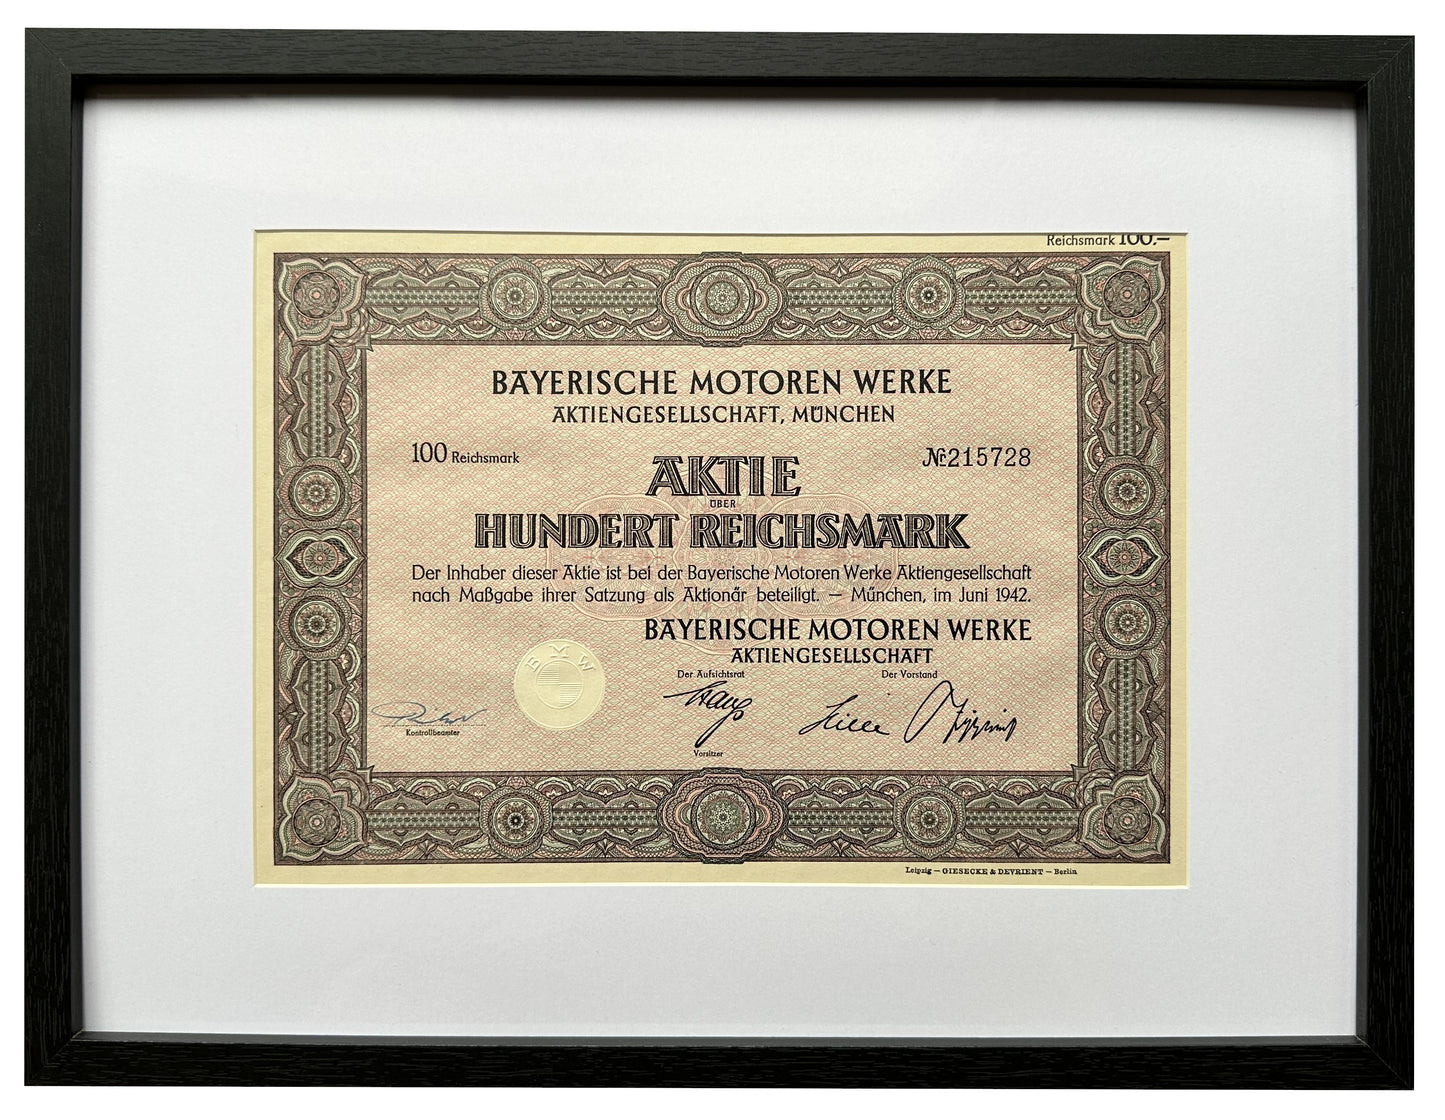 Reichsmark 100.—
BAYERISCHE MOTOREN WERKE
AKTIENGESELLSCHAFT, MÜNCHEN
100 Reichsmark
№ 215728
AKTIE
ÜBER
HUNDERT REICHSMARK
Der Inhaber dieser Aktie ist bei der Bayerische Motoren Werke Aktiengesellschaft
nach Maßgabe ihrer Satzung als Aktionär beteiligt. — München, im Juni 1942.
BAYERISCHE MOTOREN WERKE
AKTIENGESELLSCHAFT
BMW
Der Aufsichtsrat
Der Vorstand
Kontrollbeamter
Vorsitzer
Leipzig — GIESECKE & DEVRIENT — Berlin